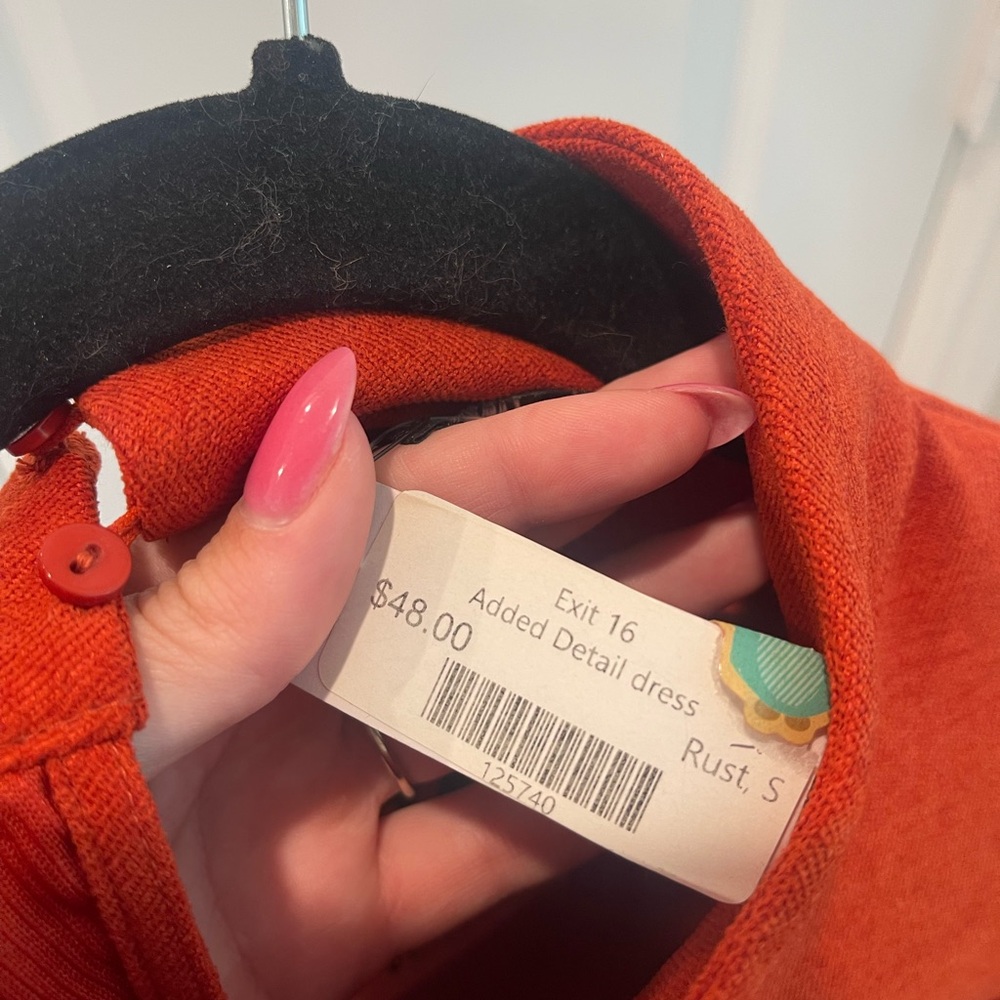 Exit 16
Added Detail dress
$48.00
Rust, S
125740